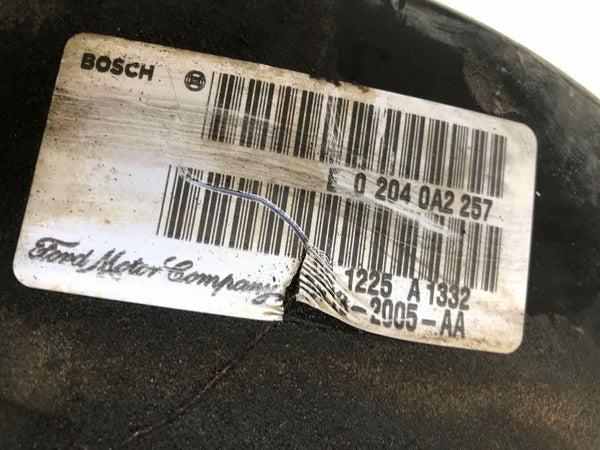 BOSCH
0 204 0A2 257
1225 A 1332
Ford Motor Company
-2005-AA